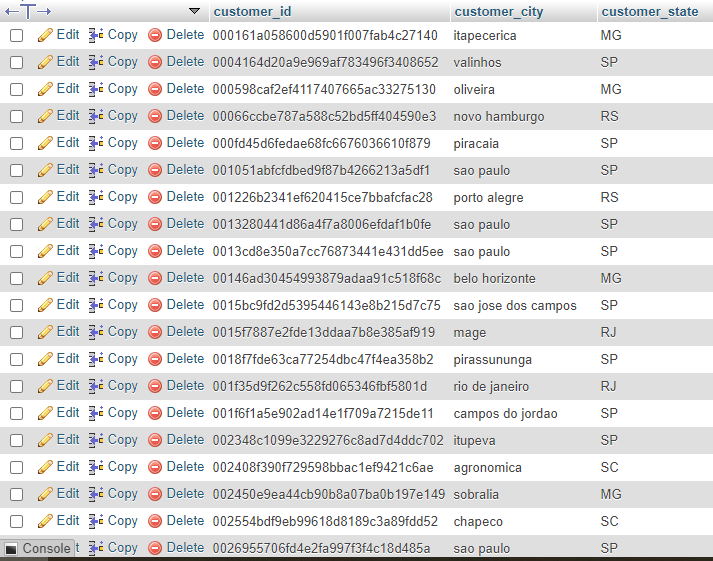 customer_id customer_city customer_state
Edit Copy Delete 000161a058600d5901f007fab4c27140 itapecerica MG
Edit Copy Delete 0004164d20a9e969af783496f3408652 valinhos SP
Edit Copy Delete 000598caf2ef4117407665ac33275130 oliveira MG
Edit Copy Delete 00066ccbe787a588c52bd5ff404590e3 novo hamburgo RS
Edit Copy Delete 000fd45d6fedae68fc6676036610f879 piracaia SP
Edit Copy Delete 001051abfcfdbed9f87b4266213a5df1 sao paulo SP
Edit Copy Delete 001226b2341ef620415ce7bbafcfac28 porto alegre RS
Edit Copy Delete 0013280441d86a4f7a8006efdaf1b0fe sao paulo SP
Edit Copy Delete 0013cd8e350a7cc76873441e431dd5ee sao paulo SP
Edit Copy Delete 00146ad30454993879adaa91c518f68c belo horizonte MG
Edit Copy Delete 0015bc9fd2d5395446143e8b215d7c75 sao jose dos campos SP
Edit Copy Delete 0015f7887e2fde13ddaa7b8e385af919 mage RJ
Edit Copy Delete 0018f7fde63ca77254dbc47f4ea358b2 pirassununga SP
Edit Copy Delete 001f35d9f262c558fd065346fbf5801d rio de janeiro RJ
Edit Copy Delete 001f6f1a5e902ad14e1f709a7215de11 campos do jordao SP
Edit Copy Delete 002348c1099e3229276c8ad7d4ddc702 itupeva SP
Edit Copy Delete 002408f390f729598bbac1ef9421c6ae agronomica SC
Edit Copy Delete 002450e9ea44cb90b8a07ba0b197e149 sobralia MG
Edit Copy Delete 002554bdf9eb99618d8189c3a89fdd52 chapeco SC
Console t Copy Delete 0026955706fd4e2fa997f3f4c18d485a sao paulo SP